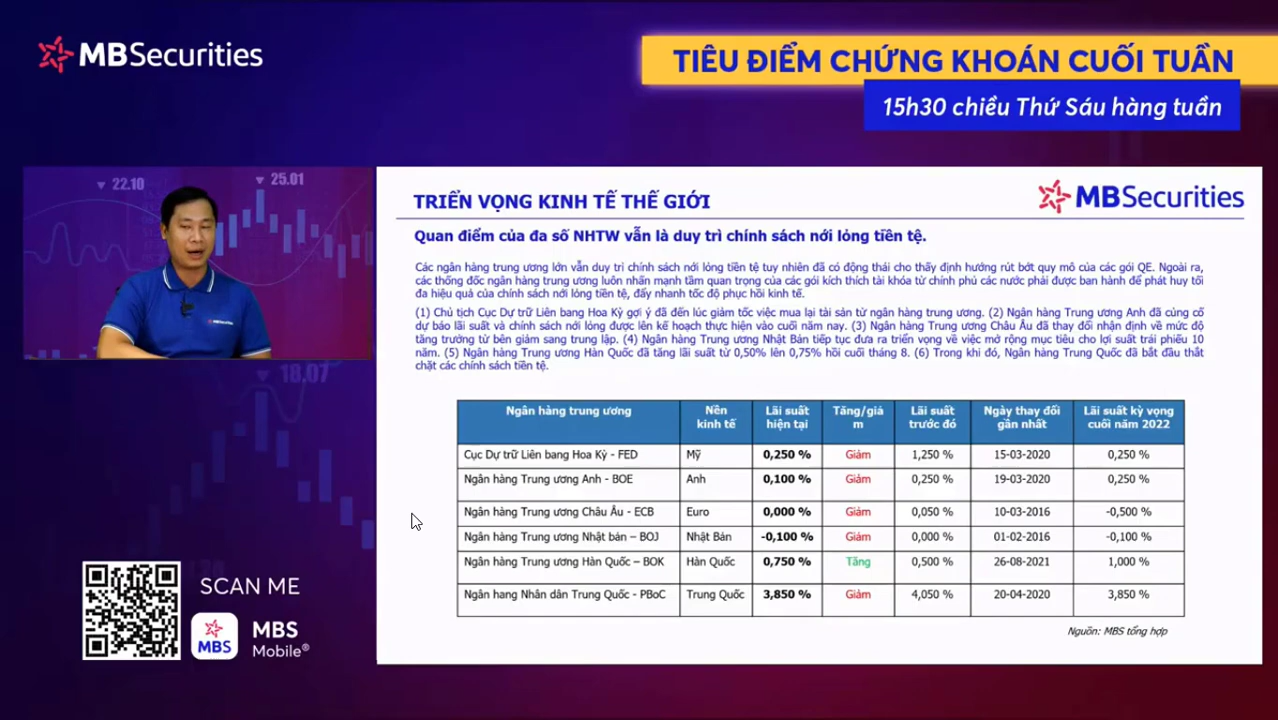 MBSecurities
TIÊU ĐIỂM CHỨNG KHOÁN CUỐI TUẦN
15h30 chiều Thứ Sáu hàng tuần
22.10
25.01
MBSecurities
18.07
SCAN ME
MBS
MBS
Mobile®
TRIỂN VỌNG KINH TẾ THẾ GIỚI
MBSecurities
Quan điểm của đa số NHTW vẫn là duy trì chính sách nới lỏng tiền tệ.
Các ngân hàng trung ương lớn vẫn duy trì chính sách nới lỏng tiền tệ tuy nhiên đã có động thái cho thấy định hướng rút bớt quy mô của các gói QE. Ngoài ra,
các thống đốc ngân hàng trung ương luôn nhấn mạnh tầm quan trọng của các gói kích thích tài khóa từ chính phủ các nước phải được ban hành để phát huy tối
đa hiệu quả của chính sách nới lỏng tiền tệ, đẩy nhanh tốc độ phục hồi kinh tế.
(1) Chủ tịch Cục Dự trữ Liên bang Hoa Kỳ gợi ý đã đến lúc giảm tốc việc mua lại tài sản từ ngân hàng trung ương. (2) Ngân hàng Trung ương Anh đã củng cố
dự báo lãi suất và chính sách nới lỏng được lên kế hoạch thực hiện vào cuối năm nay. (3) Ngân hàng Trung ương Châu Âu đã thay đổi nhận định về mức độ
tăng trưởng từ bên giảm sang trung lập. (4) Ngân hàng Trung ương Nhật Bản tiếp tục đưa ra triển vọng về việc mở rộng mục tiêu cho lợi suất trái phiếu 10
năm. (5) Ngân hàng Trung ương Hàn Quốc đã tăng lãi suất từ 0,50% lên 0,75% hồi cuối tháng 8. (6) Trong khi đó, Ngân hàng Trung Quốc đã bắt đầu thắt
chặt các chính sách tiền tệ.
Ngân hàng trung ương Nền kinh tế Lãi suất hiện tại Tăng/giảm Lãi suất trước đó Ngày thay đổi gần nhất Lãi suất kỳ vọng cuối năm 2022
Cục Dự trữ Liên bang Hoa Kỳ - FED Mỹ 0,250 % Giảm 1,250 % 15-03-2020 0,250 %
Ngân hàng Trung ương Anh - BOE Anh 0,100 % Giảm 0,250 % 19-03-2020 0,250 %
Ngân hàng Trung ương Châu Âu - ECB Euro 0,000 % Giảm 0,050 % 10-03-2016 -0,500 %
Ngân hàng Trung ương Nhật bản – BOJ Nhật Bản -0,100 % Giảm 0,000 % 01-02-2016 -0,100 %
Ngân hàng Trung ương Hàn Quốc – BOK Hàn Quốc 0,750 % Tăng 0,500 % 26-08-2021 1,000 %
Ngân hang Nhân dân Trung Quốc - PBoC Trung Quốc 3,850 % Giảm 4,050 % 20-04-2020 3,850 %
Nguồn: MBS tổng hợp